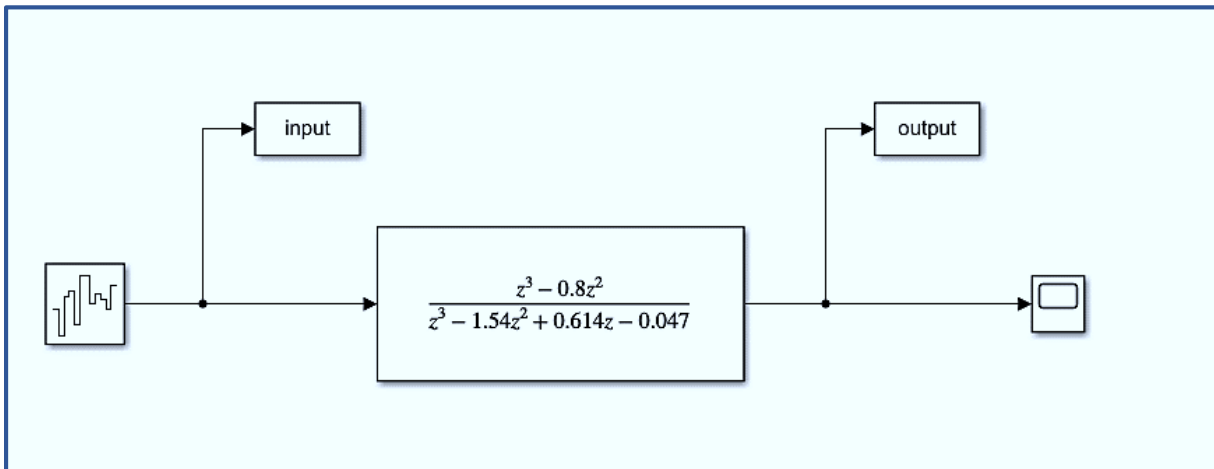 input
output
z³ − 0.8z²
z³ − 1.54z² + 0.614z − 0.047